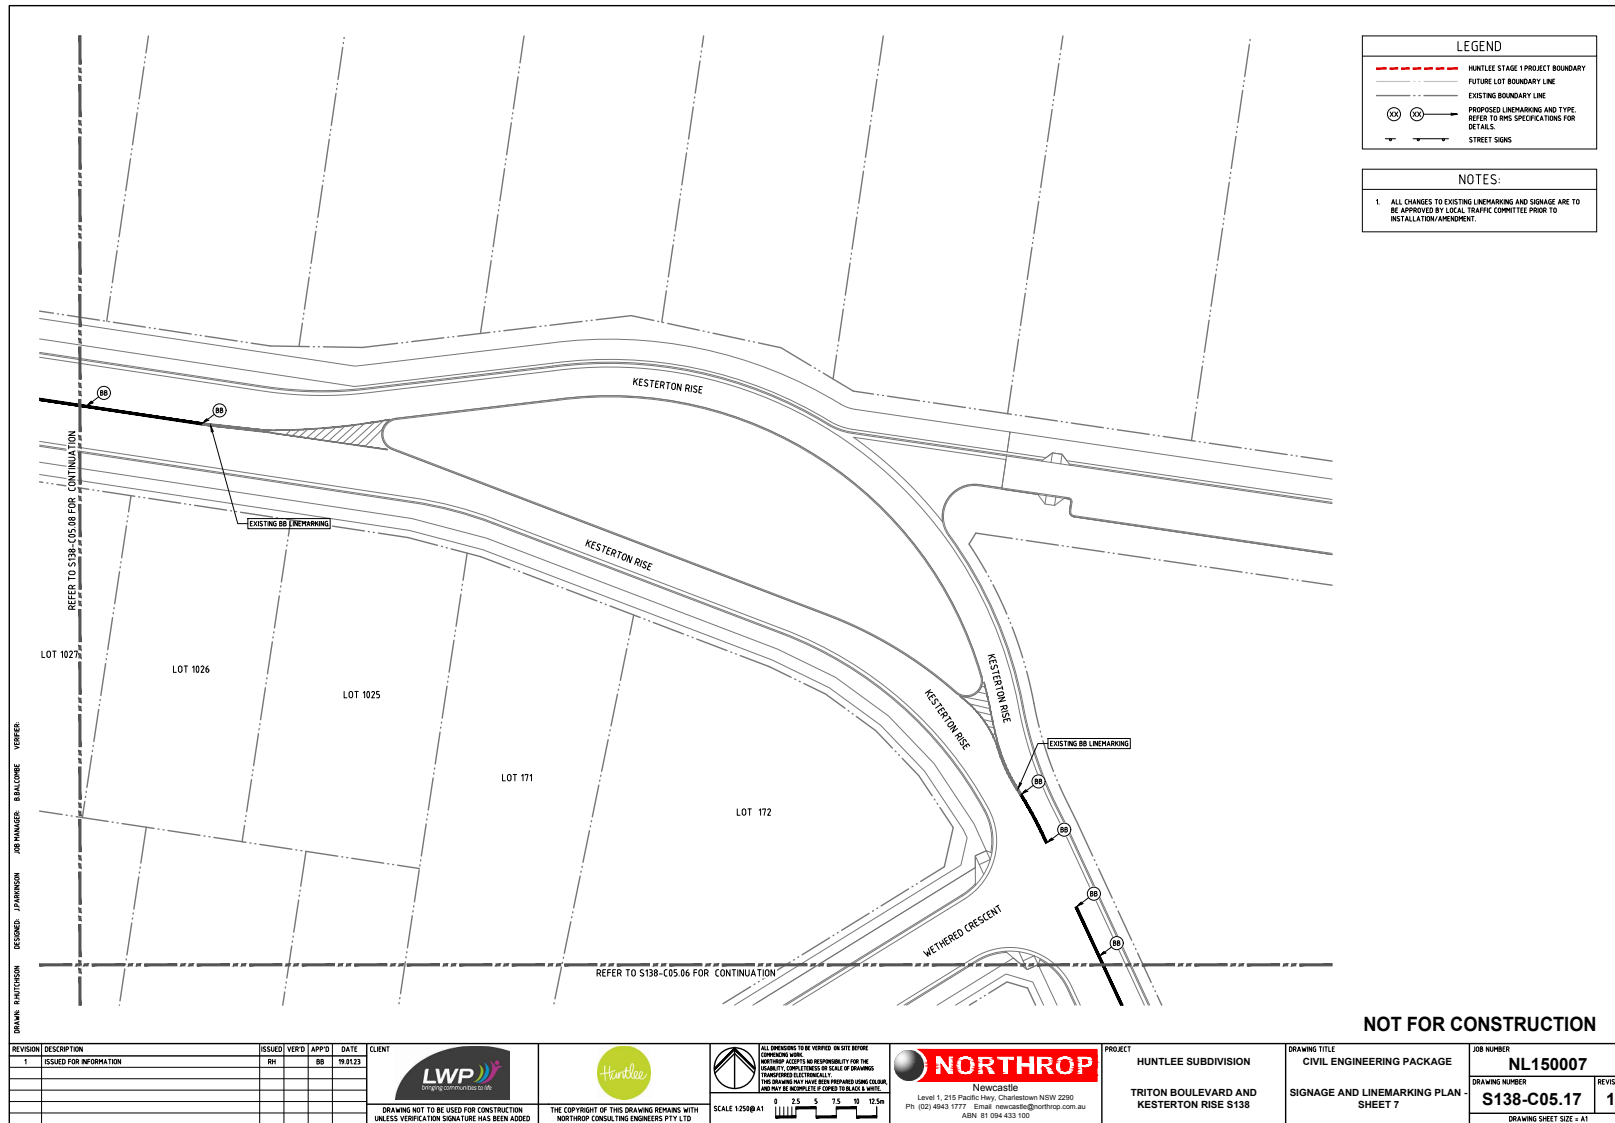 LEGEND
HUNTLEE STAGE 1 PROJECT BOUNDARY
FUTURE LOT BOUNDARY LINE
EXISTING BOUNDARY LINE
XX XX
PROPOSED LINEMARKING AND TYPE.
REFER TO RMS SPECIFICATIONS FOR
DETAILS.
STREET SIGNS
NOTES:
1. ALL CHANGES TO EXISTING LINEMARKING AND SIGNAGE ARE TO
BE APPROVED BY LOCAL TRAFFIC COMMITTEE PRIOR TO
INSTALLATION/AMENDMENT.
KESTERTON RISE
BB
BB
REFER TO S138-C05.08 FOR CONTINUATION
EXISTING BB LINEMARKING
KESTERTON RISE
LOT 1027
LOT 1026
LOT 1025
LOT 171
LOT 172
KESTERTON RISE
KESTERTON RISE
EXISTING BB LINEMARKING
BB
BB
BB
BB
WETHERED CRESCENT
REFER TO S138-C05.06 FOR CONTINUATION
DRAWN: R.HUTCHISON DESIGNED: J.PARKINSON JOB MANAGER: B.BALCOMBE VERIFIER:
NOT FOR CONSTRUCTION
REVISION DESCRIPTION ISSUED VER'D APP'D DATE
1 ISSUED FOR INFORMATION RH BB 19.01.23
CLIENT
LWP
bringing communities to life
DRAWING NOT TO BE USED FOR CONSTRUCTION
UNLESS VERIFICATION SIGNATURE HAS BEEN ADDED
Huntlee
THE COPYRIGHT OF THIS DRAWING REMAINS WITH
NORTHROP CONSULTING ENGINEERS PTY LTD
ALL DIMENSIONS TO BE VERIFIED ON SITE BEFORE
COMMENCING WORK.
NORTHROP ACCEPTS NO RESPONSIBILITY FOR THE
USABILITY, COMPLETENESS OR SCALE OF DRAWINGS
TRANSFERRED ELECTRONICALLY.
THIS DRAWING MAY HAVE BEEN PREPARED USING COLOUR,
AND MAY BE INCOMPLETE IF COPIED TO BLACK & WHITE.
SCALE 1:250@ A1
0 2.5 5 7.5 10 12.5m
NORTHROP
Newcastle
Level 1, 215 Pacific Hwy, Charlestown NSW 2290
Ph (02) 4943 1777 Email newcastle@northrop.com.au
ABN 81 094 433 100
PROJECT
HUNTLEE SUBDIVISION
TRITON BOULEVARD AND
KESTERTON RISE S138
DRAWING TITLE
CIVIL ENGINEERING PACKAGE
SIGNAGE AND LINEMARKING PLAN -
SHEET 7
JOB NUMBER
NL150007
DRAWING NUMBER
S138-C05.17
REVIS
1
DRAWING SHEET SIZE = A1